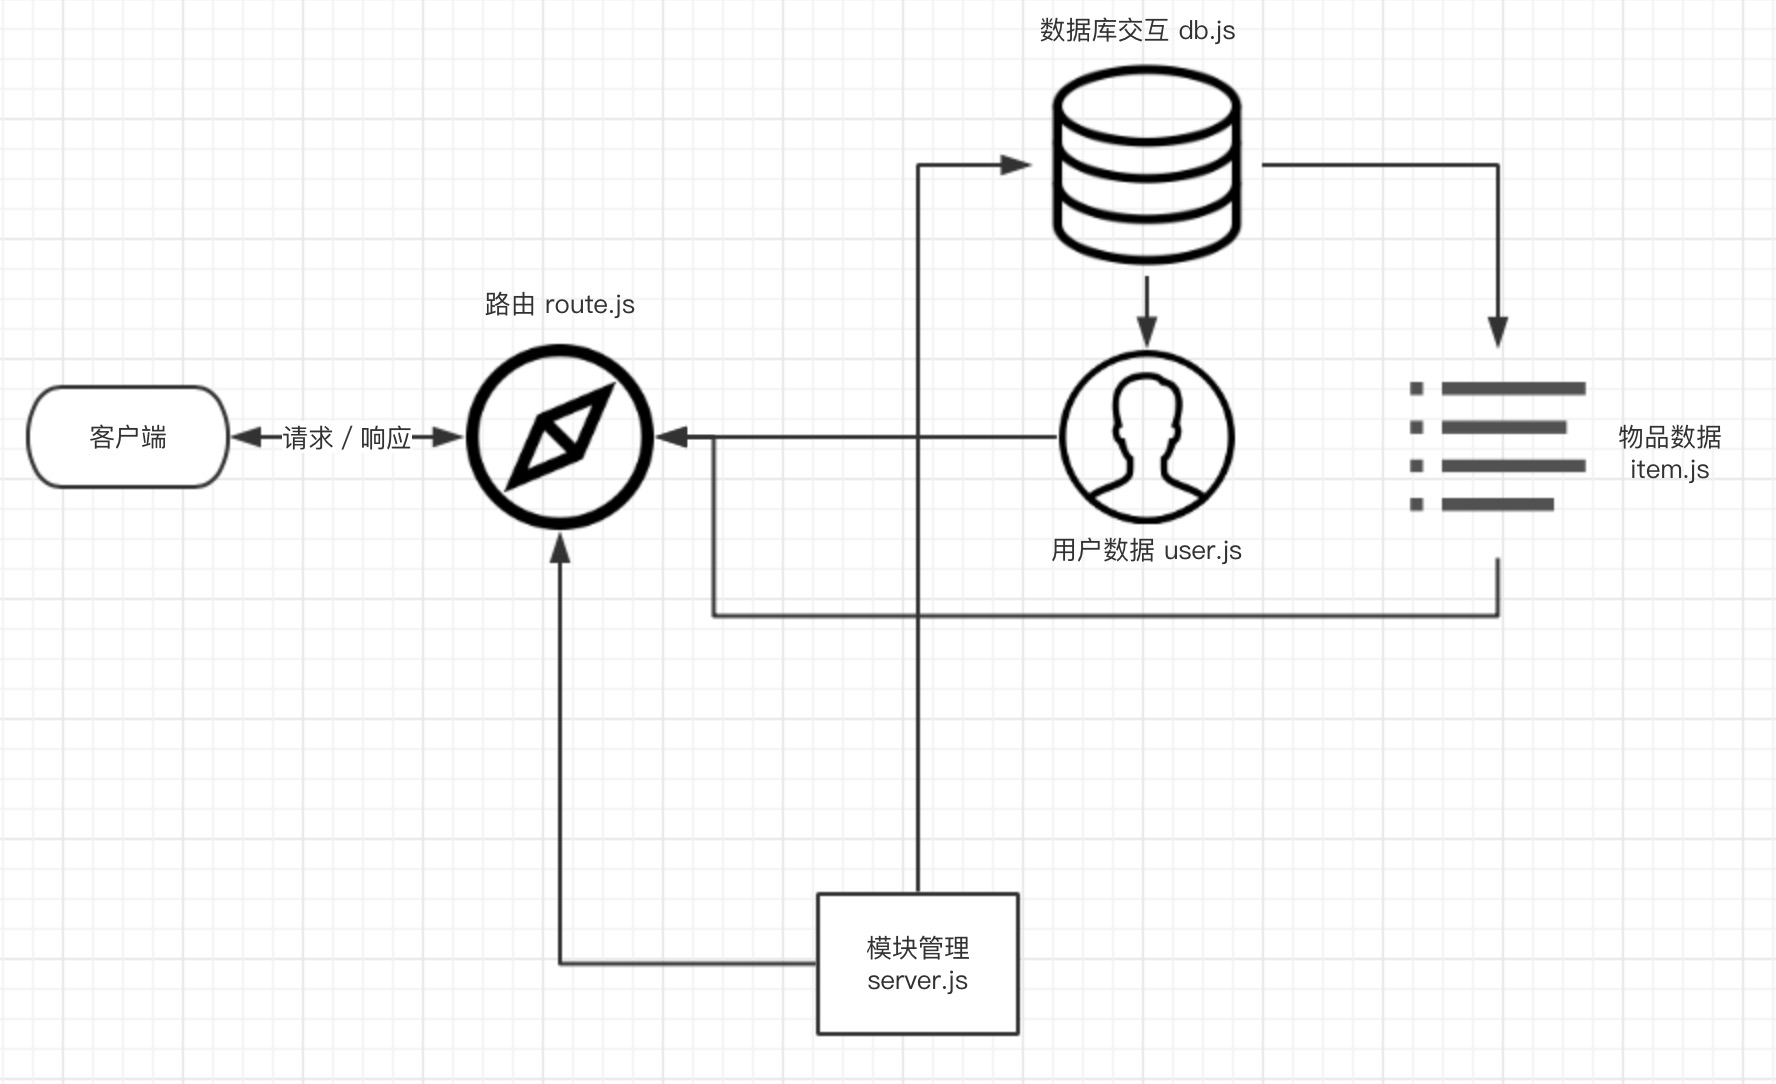 数据库交互 db.js
路由 route.js
客户端
请求 / 响应
物品数据
item.js
用户数据 user.js
模块管理
server.js